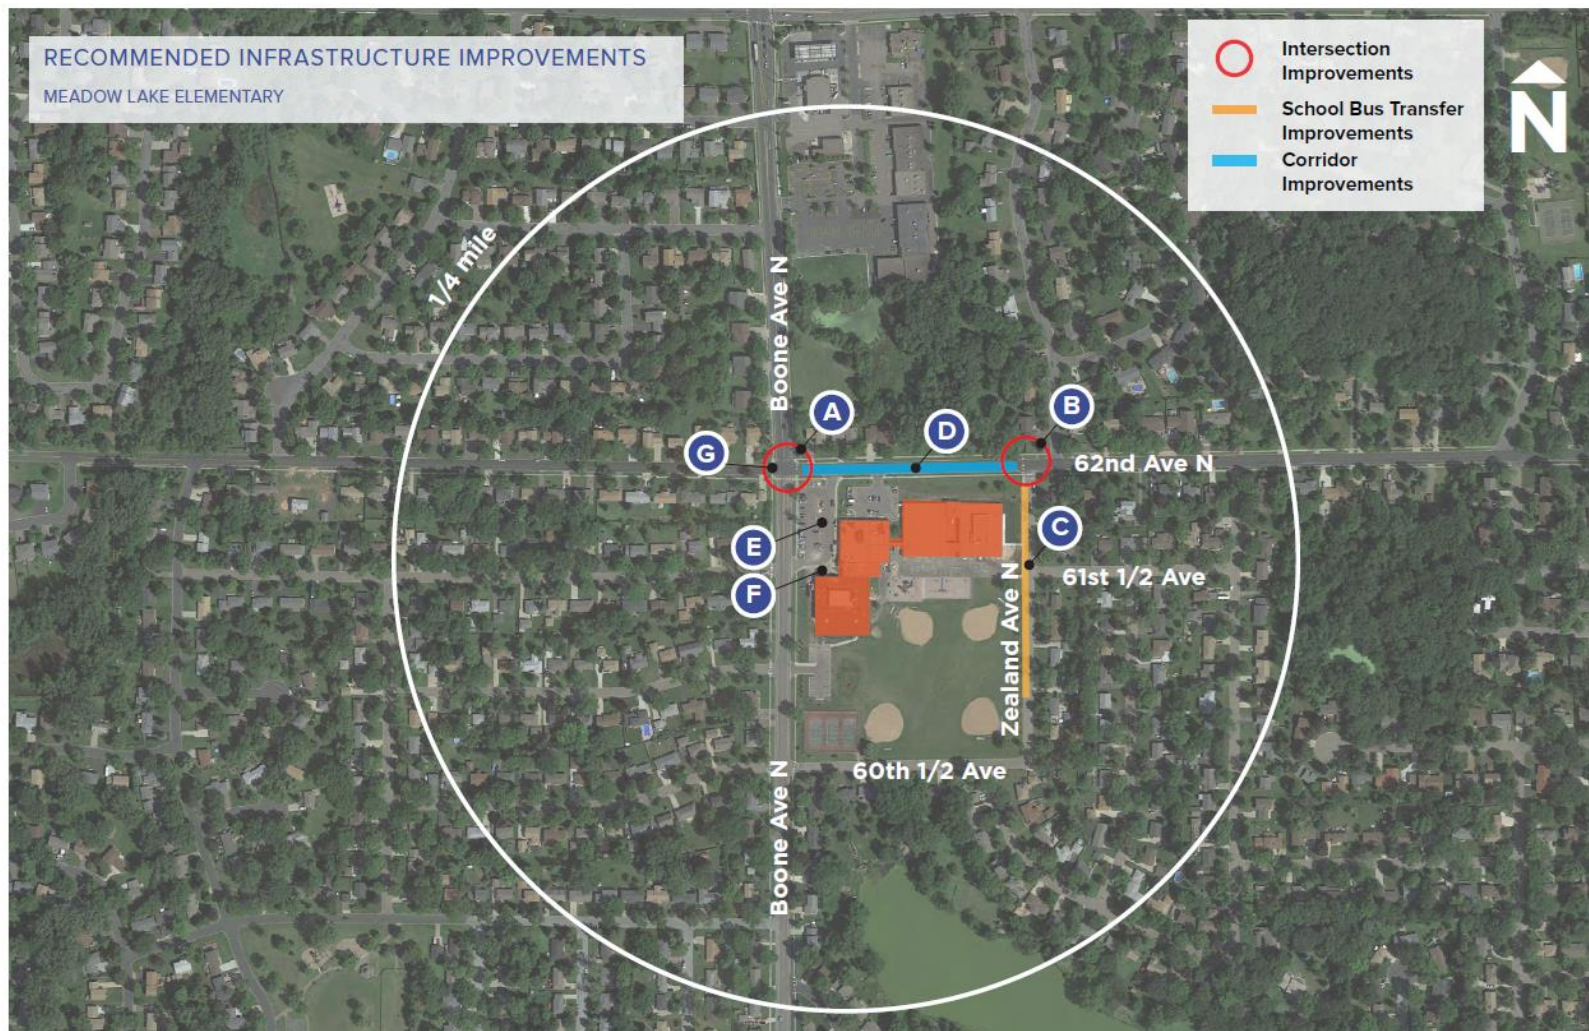 RECOMMENDED INFRASTRUCTURE IMPROVEMENTS
MEADOW LAKE ELEMENTARY
Intersection
Improvements
School Bus Transfer
Improvements
Corridor
Improvements
N
1/4 mile
Boone Ave N
A
B
D
G
62nd Ave N
C
E
61st 1/2 Ave
F
Zealand Ave N
60th 1/2 Ave
Boone Ave N